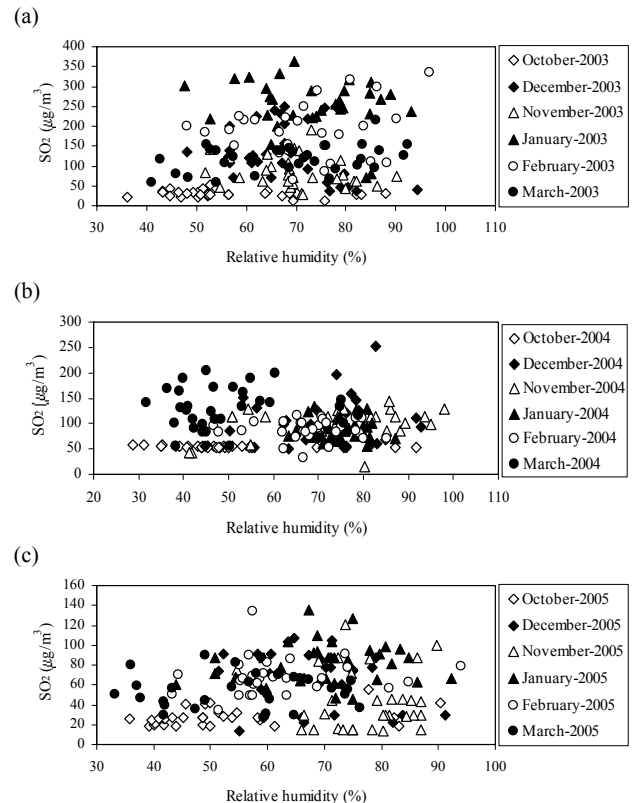 (a)
400
350
300
250
200
150
100
50
0
SO2 (µg/m3)
30 40 50 60 70 80 90 100 110
Relative humidity (%)
October-2003
December-2003
November-2003
January-2003
February-2003
March-2003
(b)
300
250
200
150
100
50
0
SO2 (µg/m3)
20 30 40 50 60 70 80 90 100
Relative humidity (%)
October-2004
December-2004
November-2004
January-2004
February-2004
March-2004
(c)
160
140
120
100
80
60
40
20
0
SO2 (µg/m3)
30 40 50 60 70 80 90 100
Relative humidity (%)
October-2005
December-2005
November-2005
January-2005
February-2005
March-2005